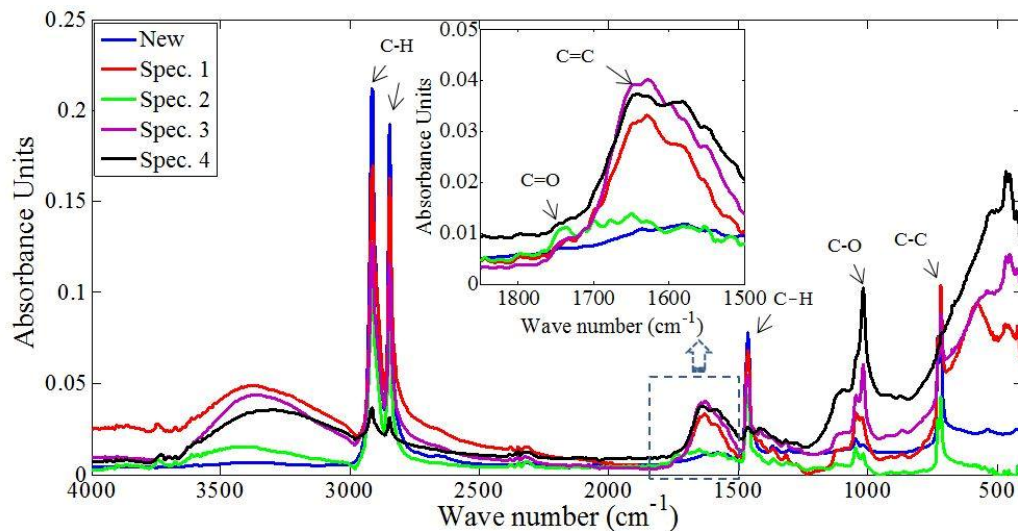 0.25
0.2
0.15
0.1
0.05
0
Absorbance Units
New
Spec. 1
Spec. 2
Spec. 3
Spec. 4
C-H
0.05
0.04
0.03
0.02
0.01
0
Absorbance Units
C=C
C=O
1800 1700 1600 1500
Wave number (cm⁻¹)
C-H
C-O
C-C
4000 3500 3000 2500 2000 1500 1000 500
Wave number (cm⁻¹)